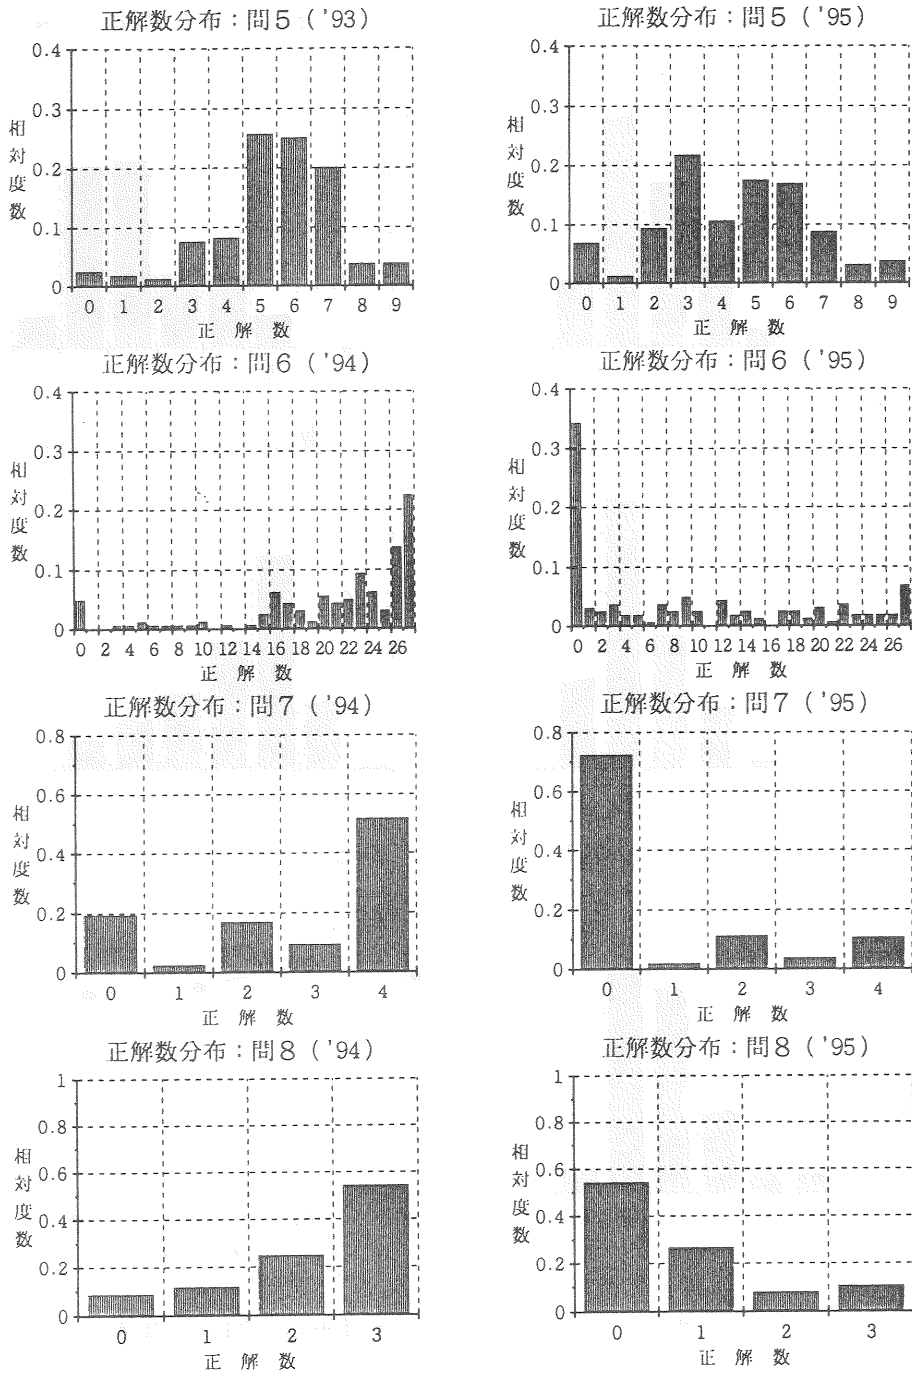 正解数分布：問5（'93）
0.4
0.3
0.2
0.1
0
相対度数
0 1 2 3 4 5 6 7 8 9
正 解 数
正解数分布：問5（'95）
0.4
0.3
0.2
0.1
0
相対度数
0 1 2 3 4 5 6 7 8 9
正 解 数
正解数分布：問6（'94）
0.4
0.3
0.2
0.1
0
相対度数
0 2 4 6 8 10 12 14 16 18 20 22 24 26
正 解 数
正解数分布：問6（'95）
0.4
0.3
0.2
0.1
0
相対度数
0 2 4 6 8 10 12 14 16 18 20 22 24 26
正 解 数
正解数分布：問7（'94）
0.8
0.6
0.4
0.2
0
相対度数
0 1 2 3 4
正 解 数
正解数分布：問7（'95）
0.8
0.6
0.4
0.2
0
相対度数
0 1 2 3 4
正 解 数
正解数分布：問8（'94）
1
0.8
0.6
0.4
0.2
0
相対度数
0 1 2 3
正 解 数
正解数分布：問8（'95）
1
0.8
0.6
0.4
0.2
0
相対度数
0 1 2 3
正 解 数